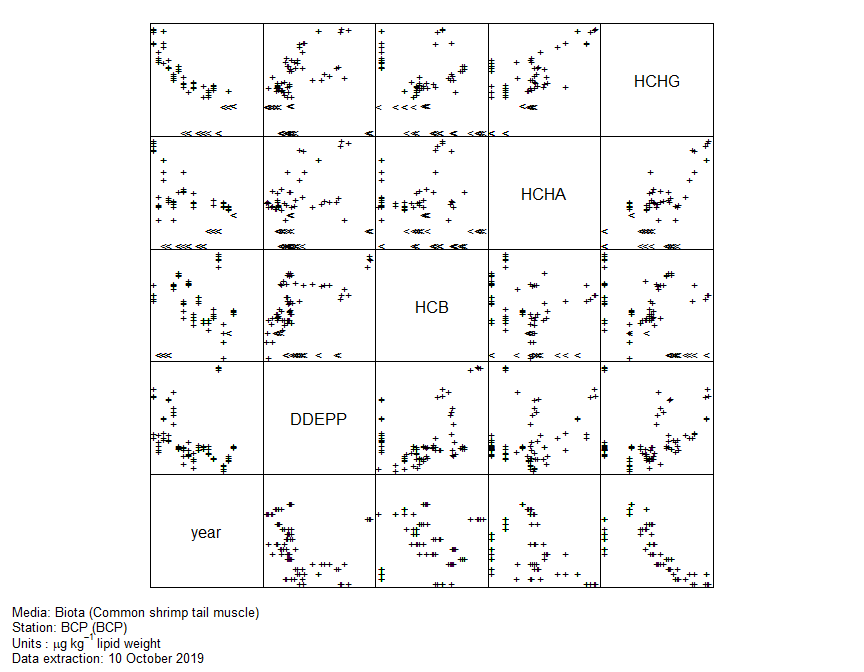 HCHG
HCHA
HCB
DDEPP
year
Media: Biota (Common shrimp tail muscle)
Station: BCP (BCP)
Units : µg kg⁻¹ lipid weight
Data extraction: 10 October 2019